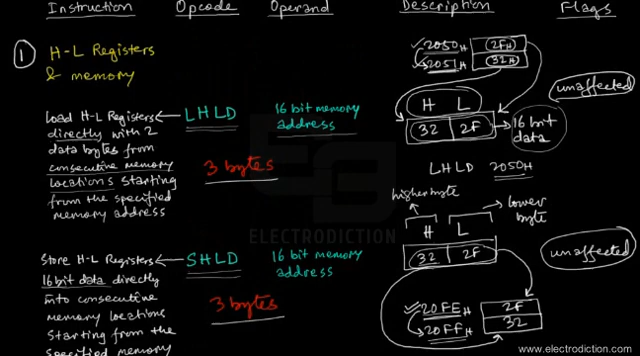 Instruction Opcode Operand Description Flags
① H-L Registers
& memory
Load H-L Registers
directly with 2
data bytes from
consecutive memory
locations starting
from the specified
memory address
LHLD
16 bit memory
address
3 bytes
2050H 2FH
2051H 32H
H L
32 2F
16 bit
data
LHLD 2050H
unaffected
Store H-L Registers
16 bit data directly
into consecutive
memory locations
Starting from the
specified memory
SHLD
16 bit memory
address
3 bytes
higher byte
lower
byte
H L
32 2F
20FEH 2F
20FFH 32
unaffected
ELECTRODICTION
www.electrodiction.com